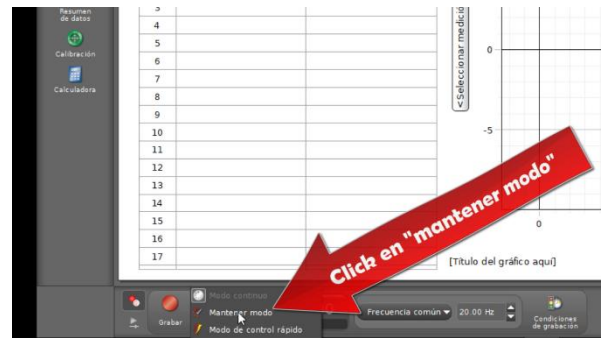 Resumen
de datos
Calibración
Calculadora
3
4
5
6
7
8
9
10
11
12
13
14
15
16
17
<Seleccionar medició
0
-5
0
[Título del gráfico aquí]
Click en "mantener modo"
Grabar
Modo continuo
Mantener modo
Modo de control rápido
Frecuencia común
20.00 Hz
Condiciones
de grabación